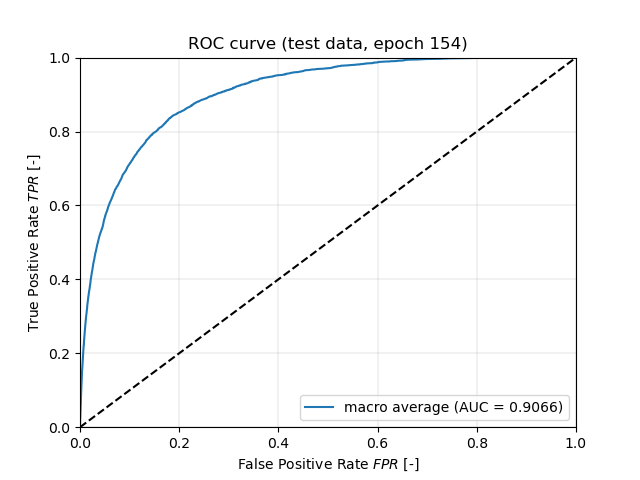 ROC curve (test data, epoch 154)
True Positive Rate TPR [-]
1.0
0.8
0.6
0.4
0.2
0.0
macro average (AUC = 0.9066)
0.0 0.2 0.4 0.6 0.8 1.0
False Positive Rate FPR [-]